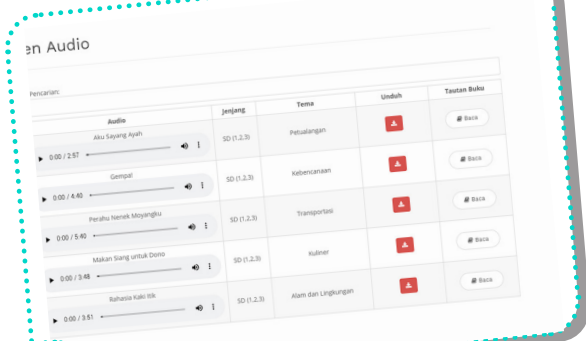 en Audio
Pencarian:
Audio Jenjang Tema Unduh Tautan Buku
Aku Sayang Ayah
0:00 / 2:57 SD (1,2,3) Petualangan Baca
Gempa!
0:00 / 4:40 SD (1,2,3) Kebencanaan Baca
Perahu Nenek Moyangku
0:00 / 5:40 SD (1,2,3) Transportasi Baca
Makan Siang untuk Dono
0:00 / 3:48 SD (1,2,3) Kuliner Baca
Rahasia Kaki Itik
0:00 / 3:51 SD (1,2,3) Alam dan Lingkungan Baca